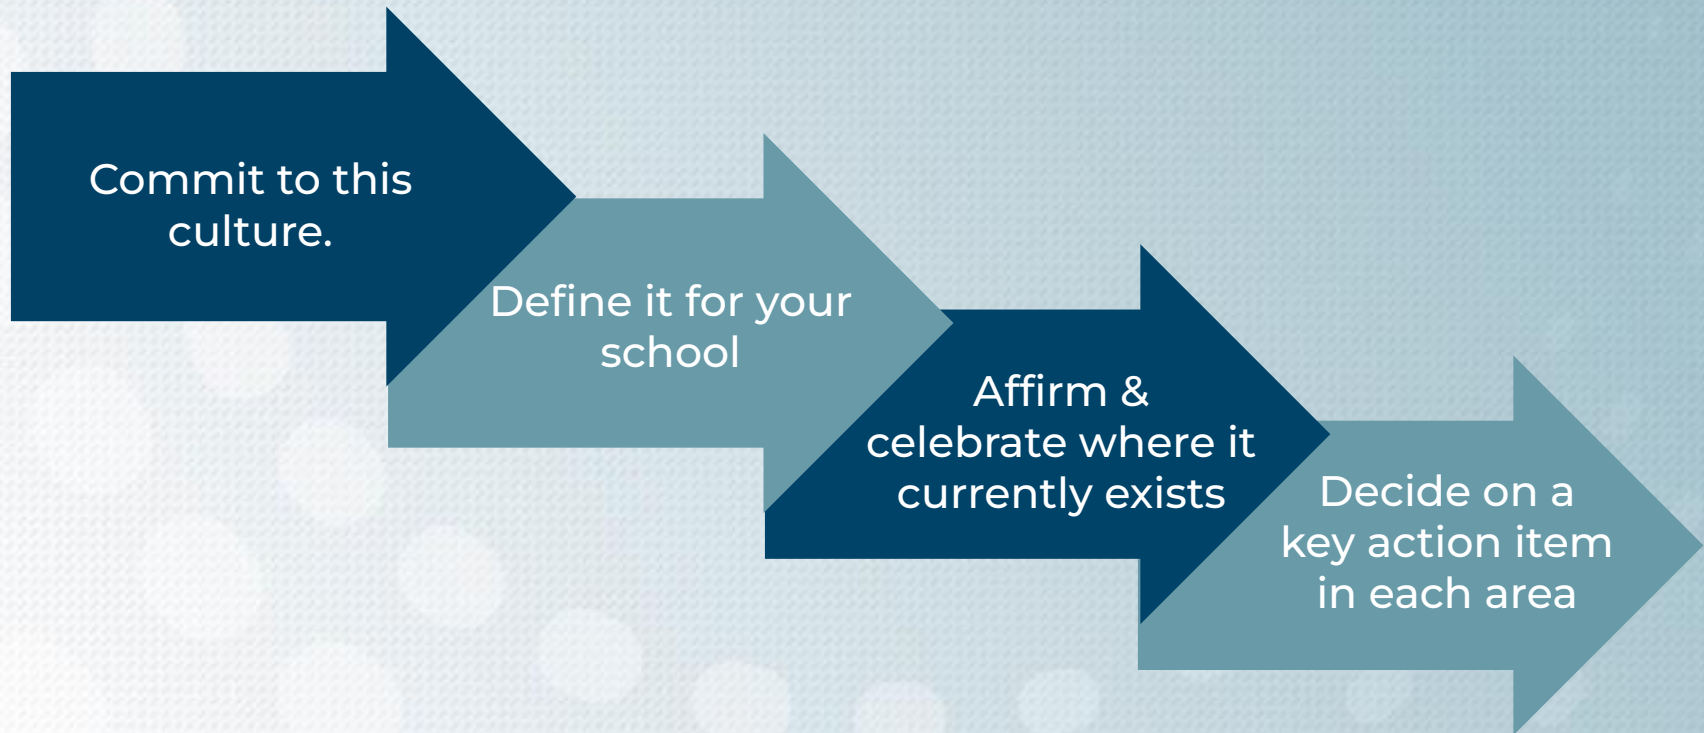 Commit to this
culture.
Define it for your
school
Affirm &
celebrate where it
currently exists
Decide on a
key action item
in each area